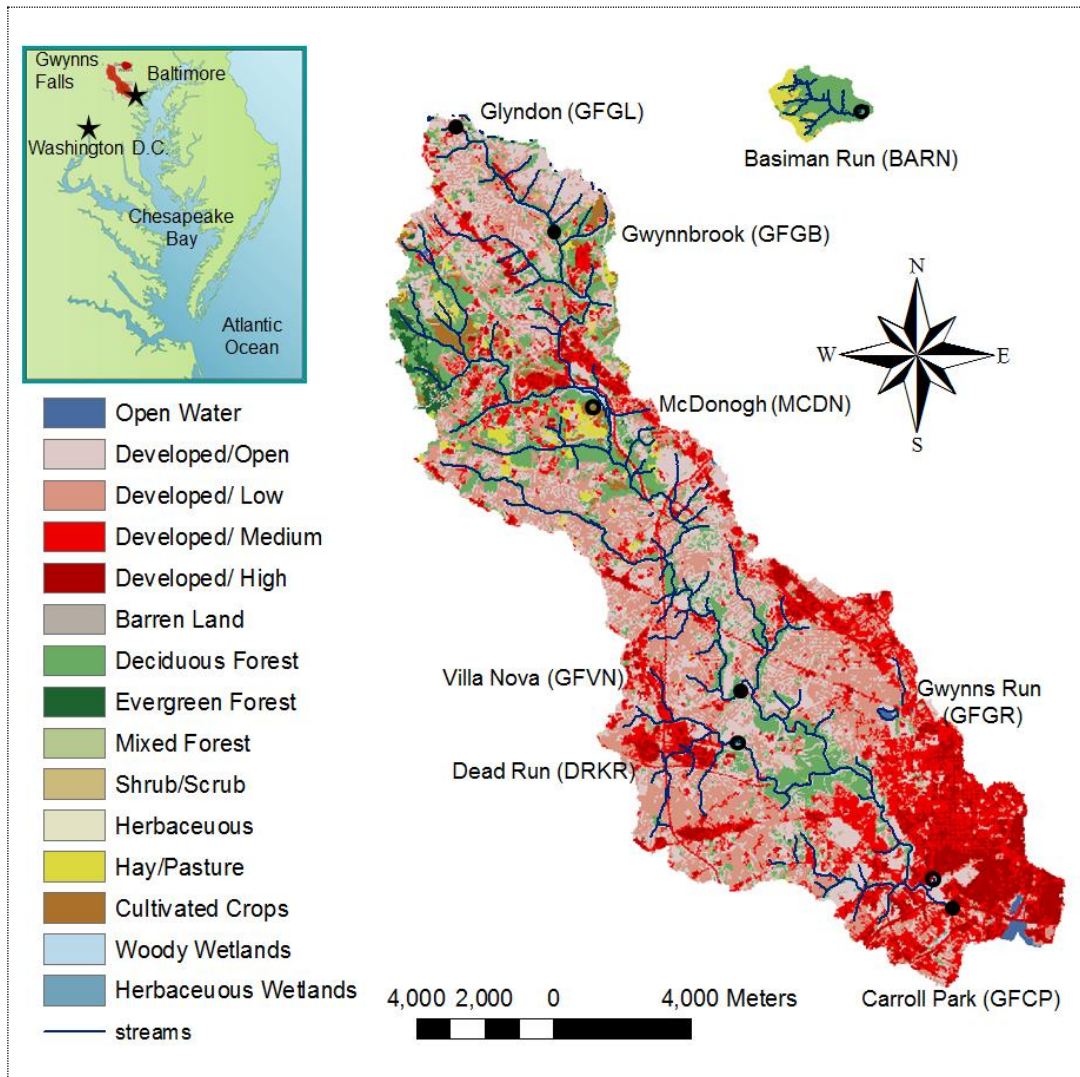 Gwynns
Falls
Baltimore
Washington D.C.
Chesapeake
Bay
Atlantic
Ocean
Glyndon (GFGL)
Basiman Run (BARN)
Gwynnbrook (GFGB)
N
W
E
S
McDonogh (MCDN)
Open Water
Developed/Open
Developed/ Low
Developed/ Medium
Developed/ High
Barren Land
Deciduous Forest
Evergreen Forest
Mixed Forest
Shrub/Scrub
Herbaceuous
Hay/Pasture
Cultivated Crops
Woody Wetlands
Herbaceuous Wetlands
streams
Villa Nova (GFVN)
Gwynns Run
(GFGR)
Dead Run (DRKR)
Carroll Park (GFCP)
4,000 2,000 0 4,000 Meters